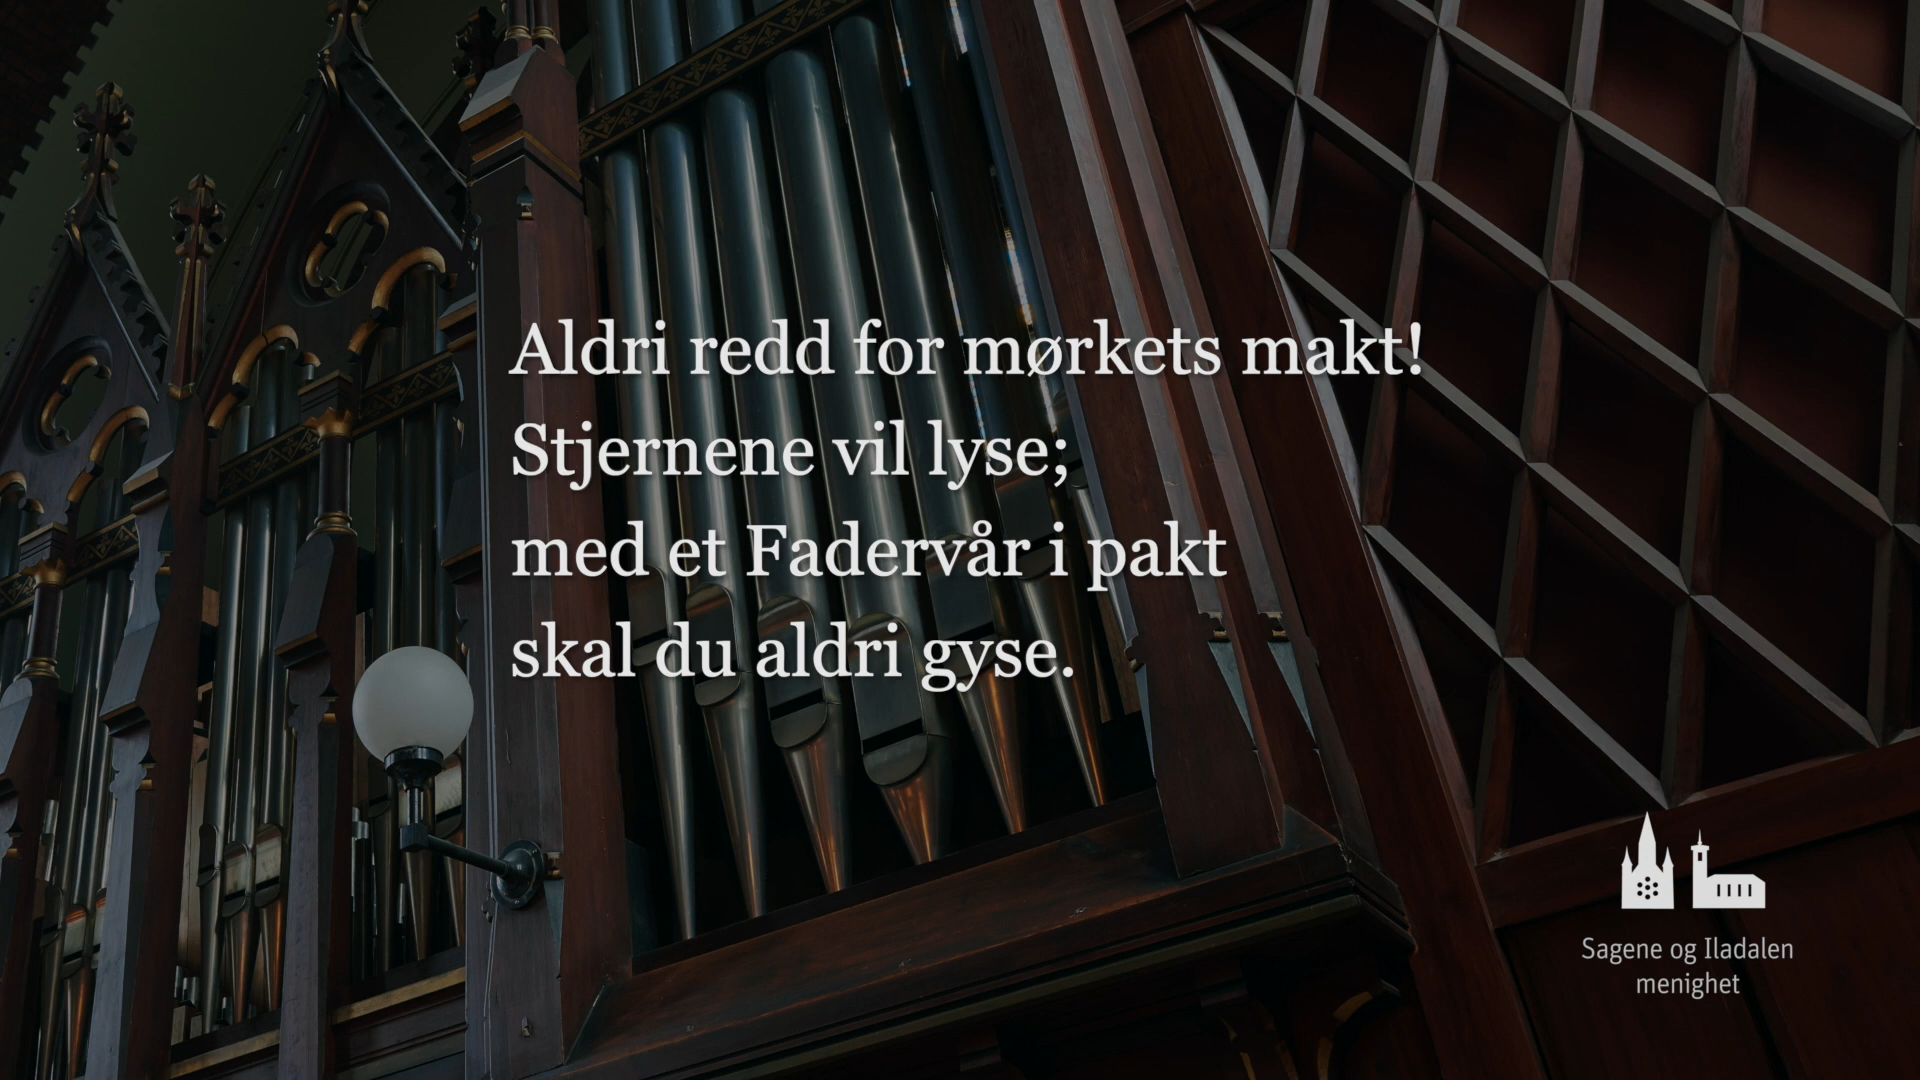 Aldri redd for mørkets makt!
Stjernene vil lyse;
med et Fadervår i pakt
skal du aldri gyse.
Sagene og Iladalen
menighet